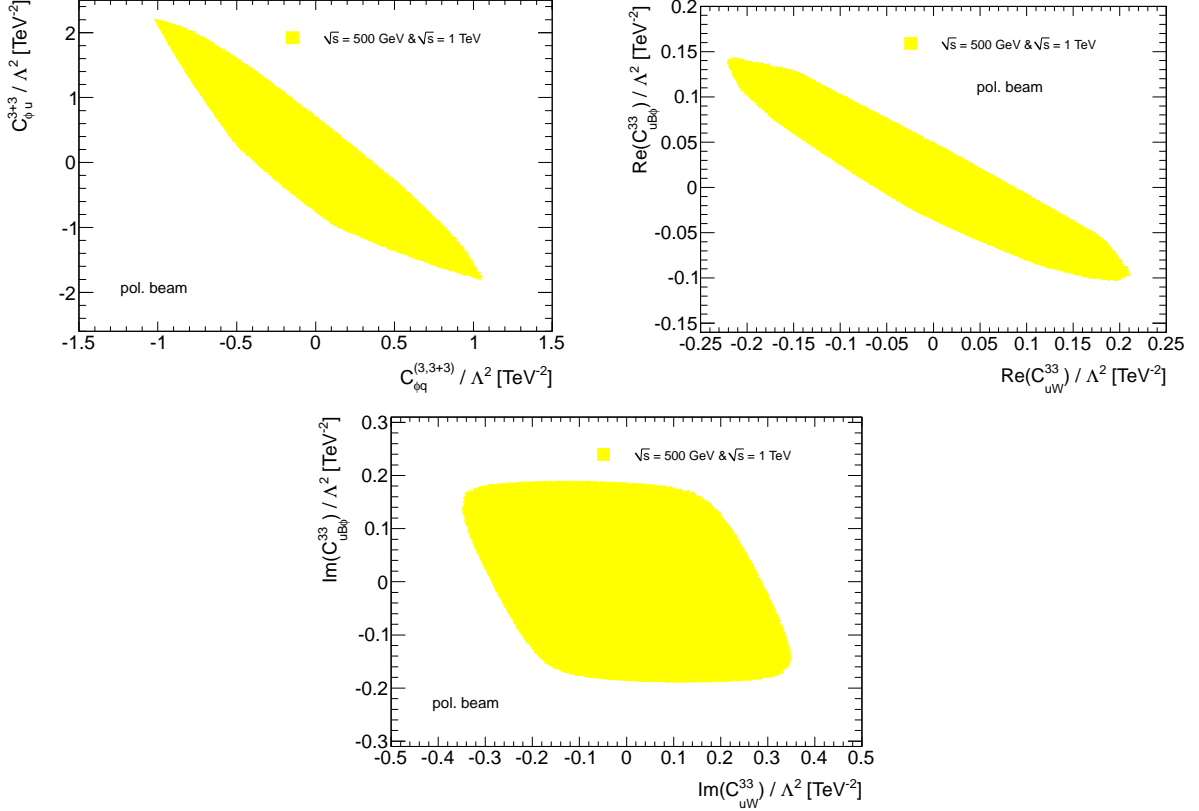 C_{ϕu}^{3+3} / Λ² [TeV⁻²]
2
1
0
-1
-2
√s = 500 GeV & √s = 1 TeV
pol. beam
-1.5 -1 -0.5 0 0.5 1 1.5
C_{ϕq}^{(3,3+3)} / Λ² [TeV⁻²]
Re(C_{uBϕ}^{33}) / Λ² [TeV⁻²]
0.2
0.15
0.1
0.05
0
-0.05
-0.1
-0.15
√s = 500 GeV & √s = 1 TeV
pol. beam
-0.25 -0.2 -0.15 -0.1 -0.05 0 0.05 0.1 0.15 0.2 0.25
Re(C_{uW}^{33}) / Λ² [TeV⁻²]
Im(C_{uBϕ}^{33}) / Λ² [TeV⁻²]
0.3
0.2
0.1
0
-0.1
-0.2
-0.3
√s = 500 GeV & √s = 1 TeV
pol. beam
-0.5 -0.4 -0.3 -0.2 -0.1 0 0.1 0.2 0.3 0.4 0.5
Im(C_{uW}^{33}) / Λ² [TeV⁻²]